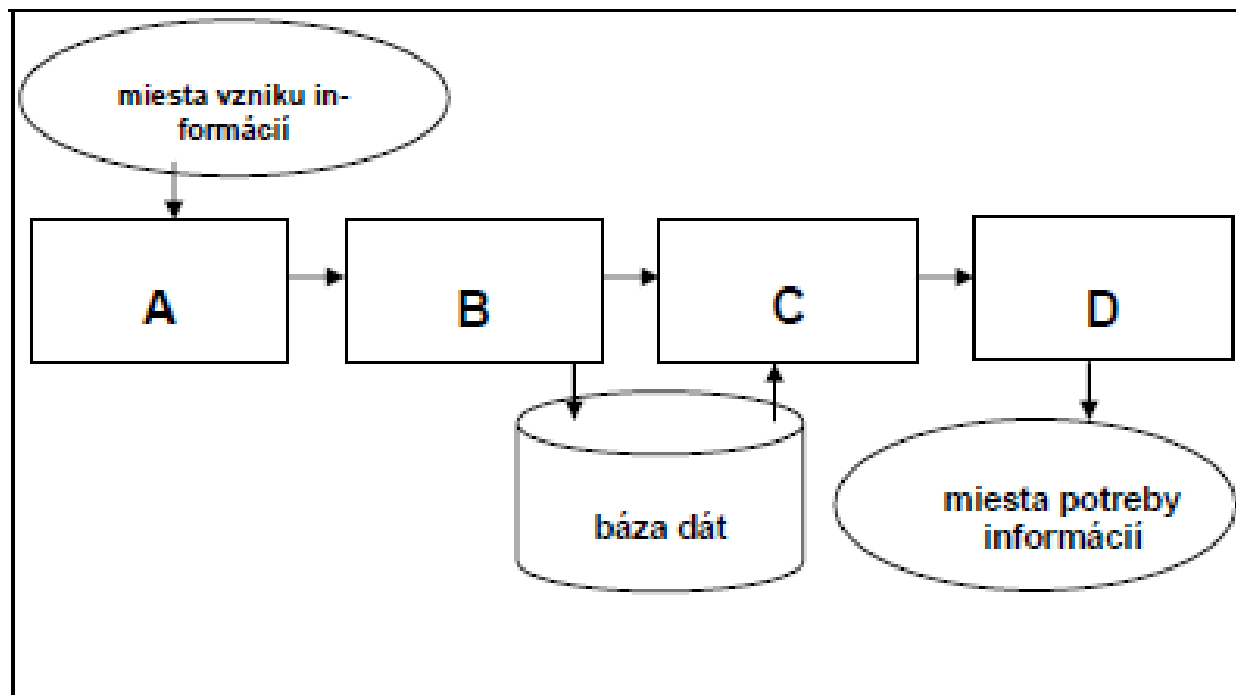 miesta vzniku in-
formácií
A
B
C
D
báza dát
miesta potreby
informácií